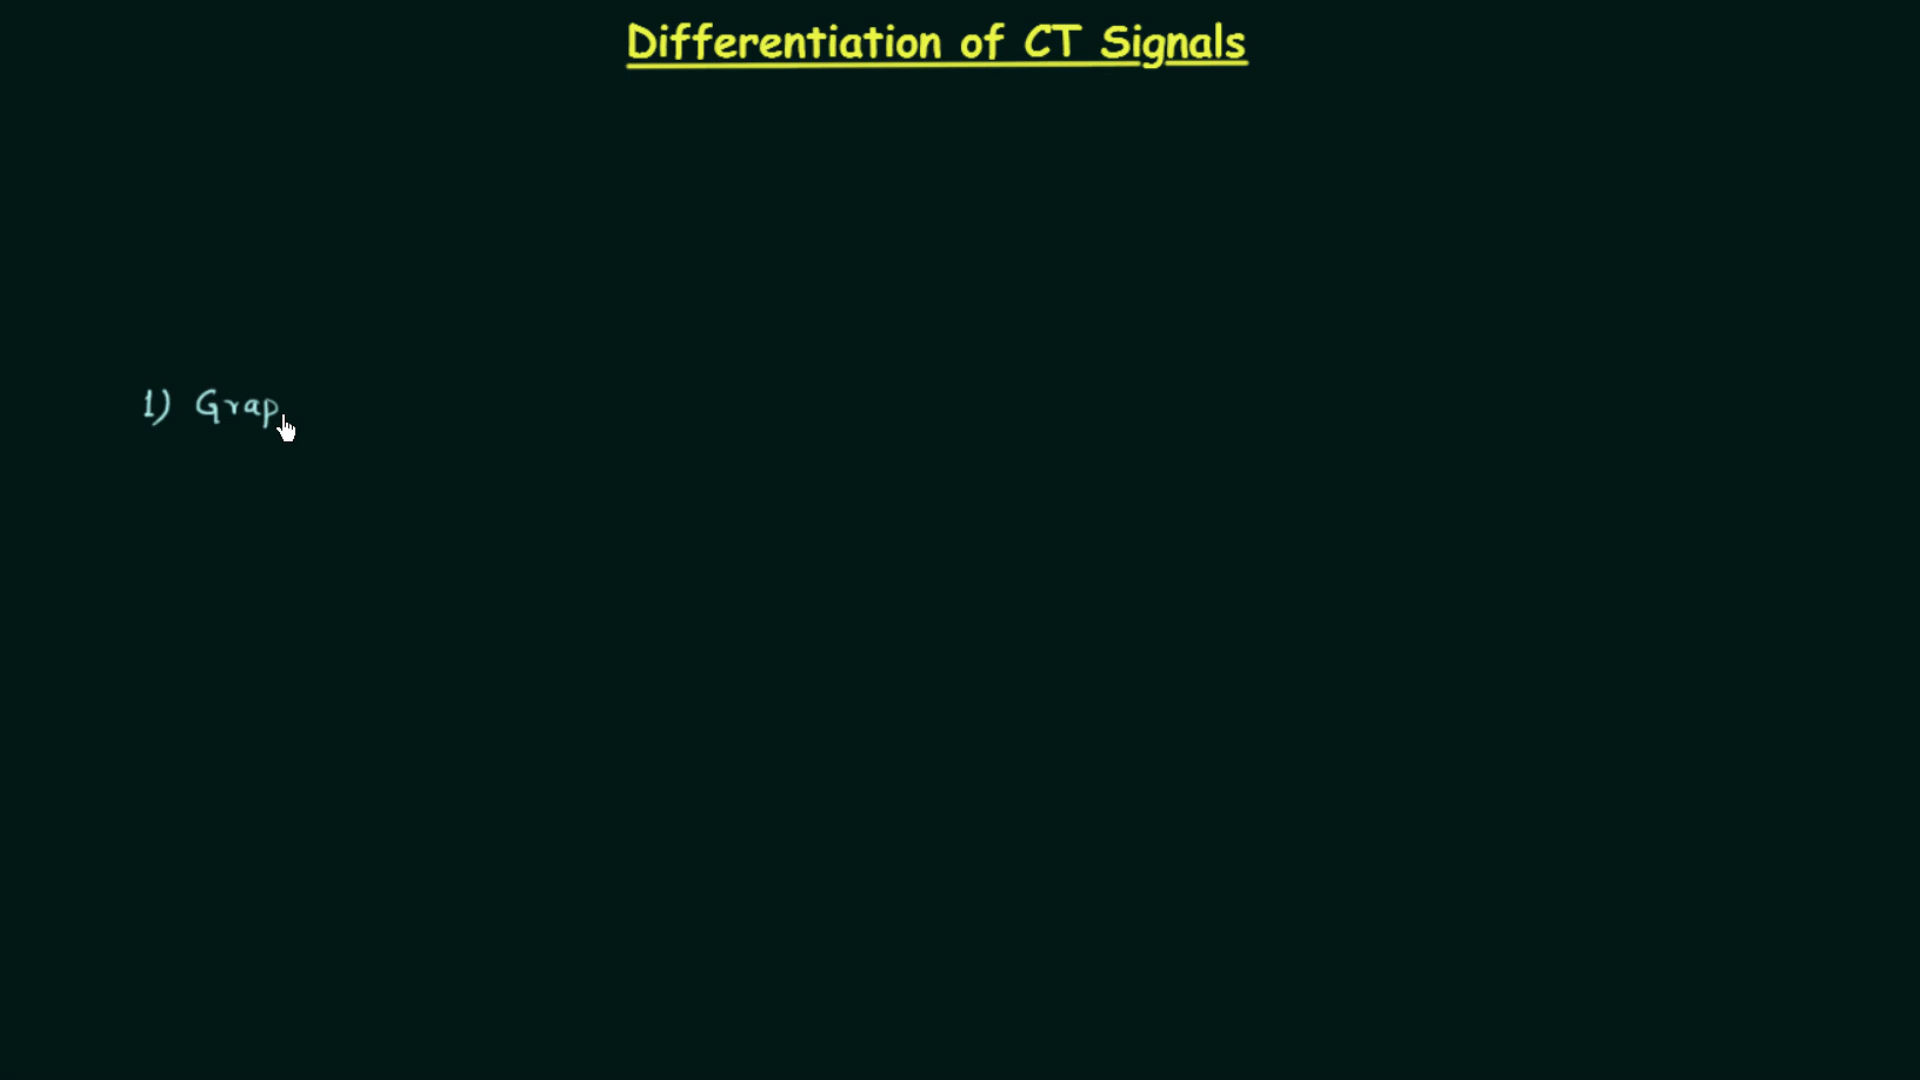 Differentiation of CT Signals
1) Grap